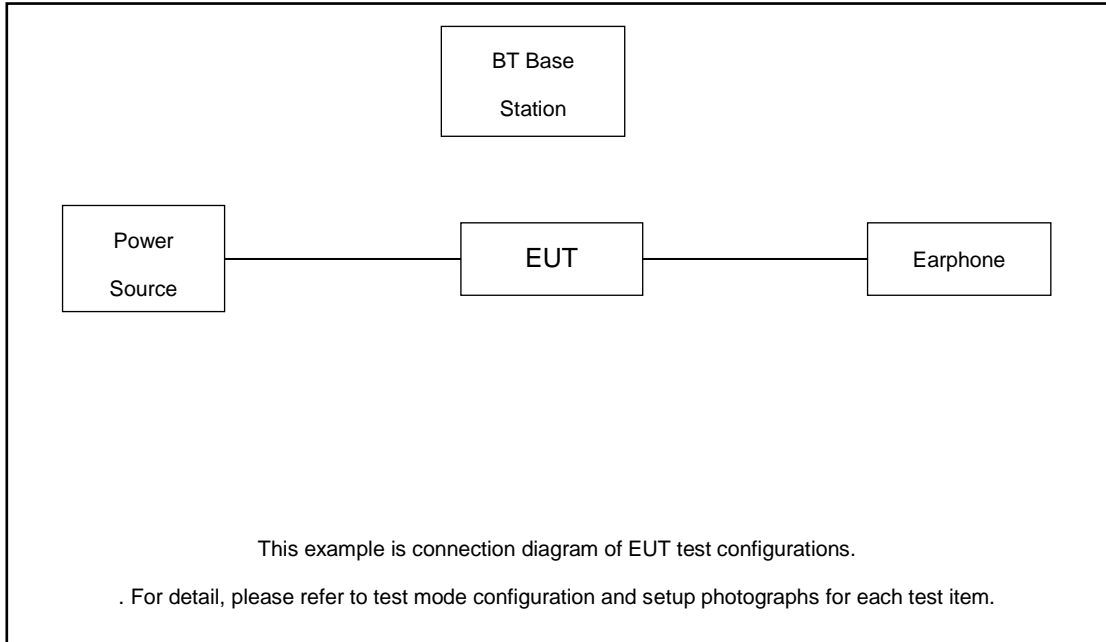 BT Base
Station
Power
Source
EUT
Earphone
This example is connection diagram of EUT test configurations.
. For detail, please refer to test mode configuration and setup photographs for each test item.